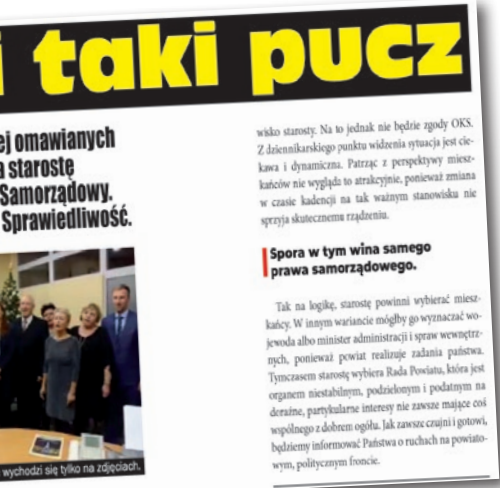 i taki pucz
ej omawianych
a starostę
Samorządowy.
Sprawiedliwość.
wychodzi się tylko na zdjęciach.
wisko starosty. Na to jednak nie będzie zgody OKS.
Z dziennikarskiego punktu widzenia sytuacja jest cie-
kawa i dynamiczna. Patrząc z perspektywy miesz-
kańców nie wygląda to atrakcyjnie, ponieważ zmiana
w czasie kadencji na tak ważnym stanowisku nie
sprzyja skutecznemu rządzeniu.
Spora w tym wina samego
prawa samorządowego.
Tak na logikę, starostę powinni wybierać miesz-
kańcy. W innym wariancie mógłby go wyznaczać wo-
jewoda albo minister administracji i spraw wewnętrz-
nych, ponieważ powiat realizuje zadania państwa.
Tymczasem starostę wybiera Rada Powiatu, która jest
organem niestabilnym, podzielonym i podatnym na
doraźne, partykularne interesy nie zawsze mające coś
wspólnego z dobrem ogółu. Jak zawsze czujni i gotowi,
będziemy informować Państwa o ruchach na powiato-
wym, politycznym froncie.